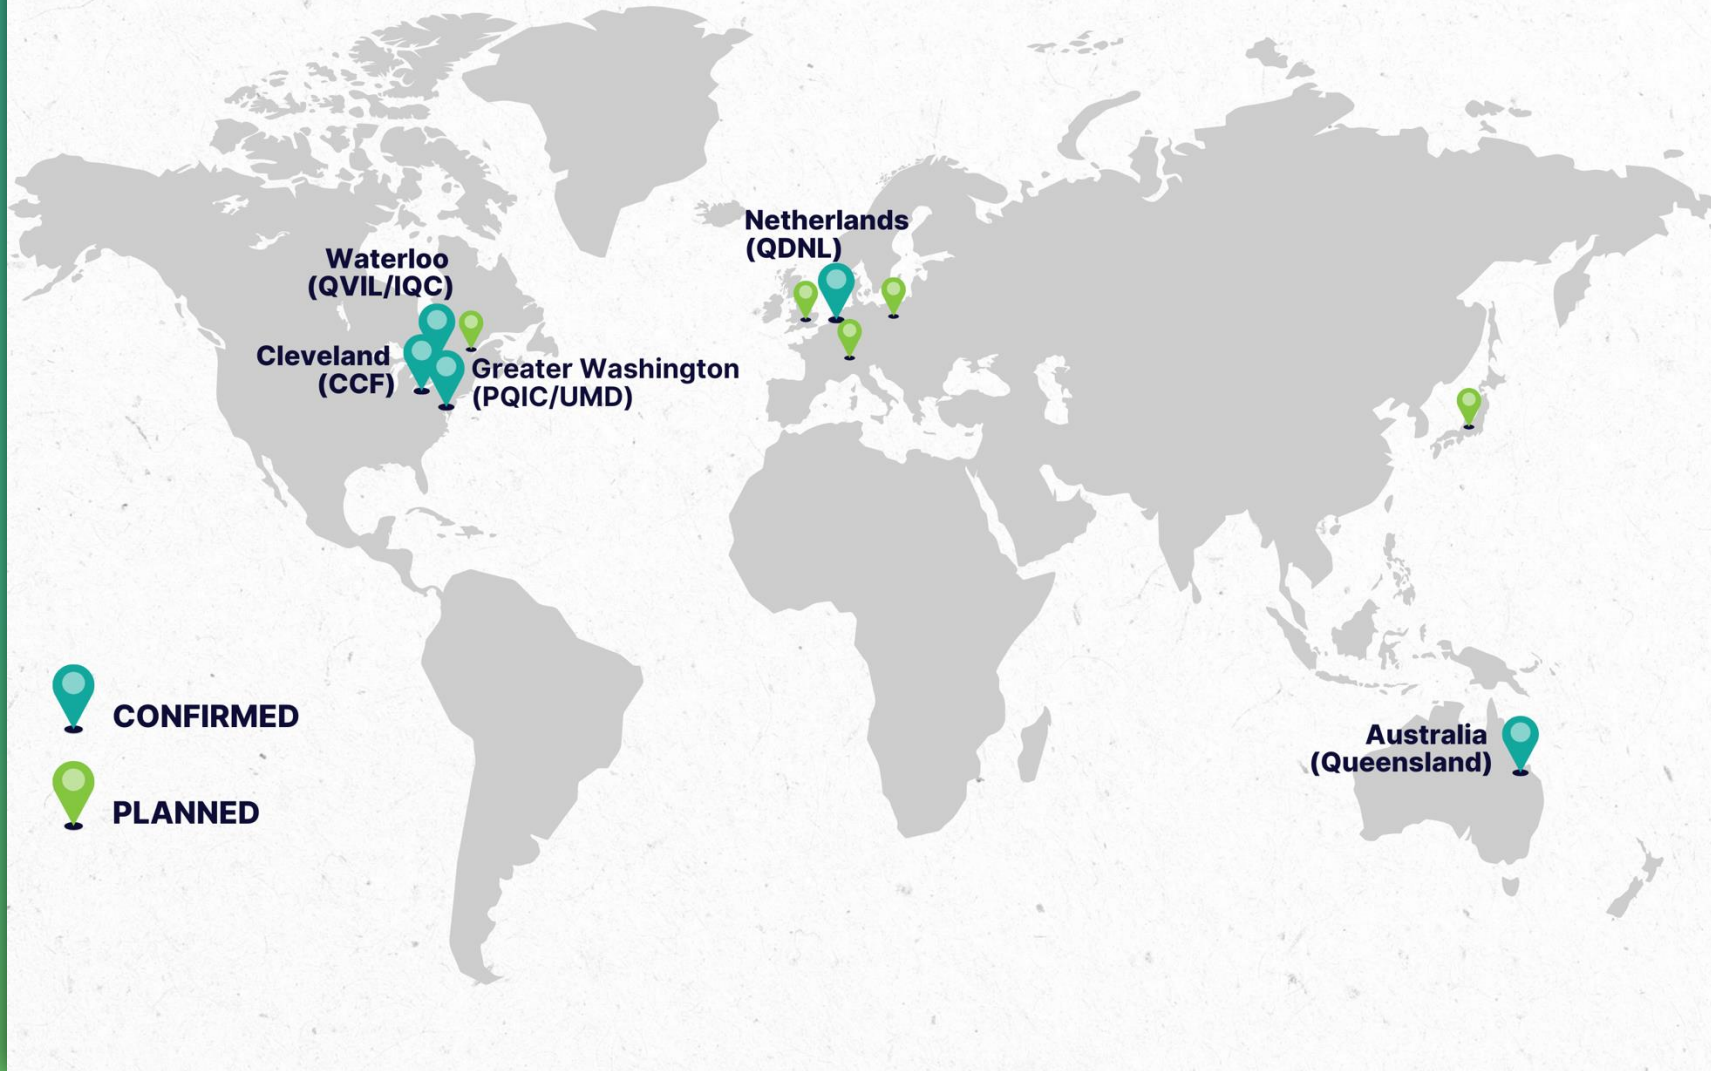 Netherlands
(QDNL)
Waterloo
(QVIL/IQC)
Cleveland
(CCF)
Greater Washington
(PQIC/UMD)
CONFIRMED
PLANNED
Australia
(Queensland)